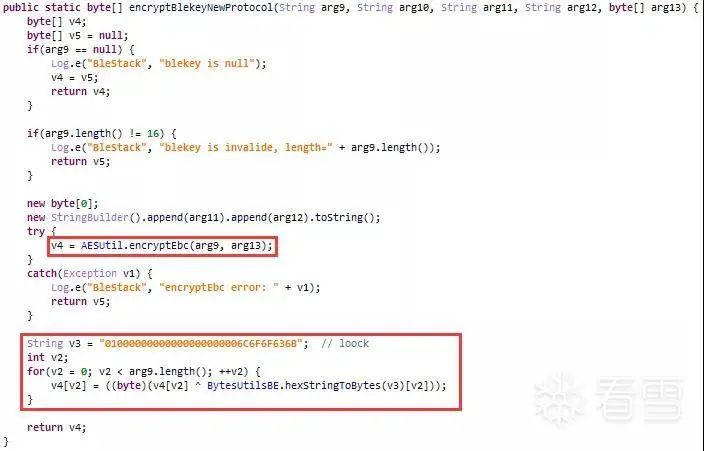 public static byte[] encryptBlekeyNewProtocol(String arg9, String arg10, String arg11, String arg12, byte[] arg13) {
    byte[] v4;
    byte[] v5 = null;
    if(arg9 == null) {
        Log.e("BleStack", "blekey is null");
        v4 = v5;
        return v4;
    }

    if(arg9.length() != 16) {
        Log.e("BleStack", "blekey is invalide, length=" + arg9.length());
        return v5;
    }

    new byte[0];
    new StringBuilder().append(arg11).append(arg12).toString();
    try {
        v4 = AESUtil.encryptEbc(arg9, arg13);
    }
    catch(Exception v1) {
        Log.e("BleStack", "encryptEbc error: " + v1);
        return v5;
    }

    String v3 = "010000000000000000000006C6F6F636B";  // loock
    int v2;
    for(v2 = 0; v2 < arg9.length(); ++v2) {
        v4[v2] = ((byte)(v4[v2] ^ BytesUtilsBE.hexStringToBytes(v3)[v2]));
    }

    return v4;
}
看雪